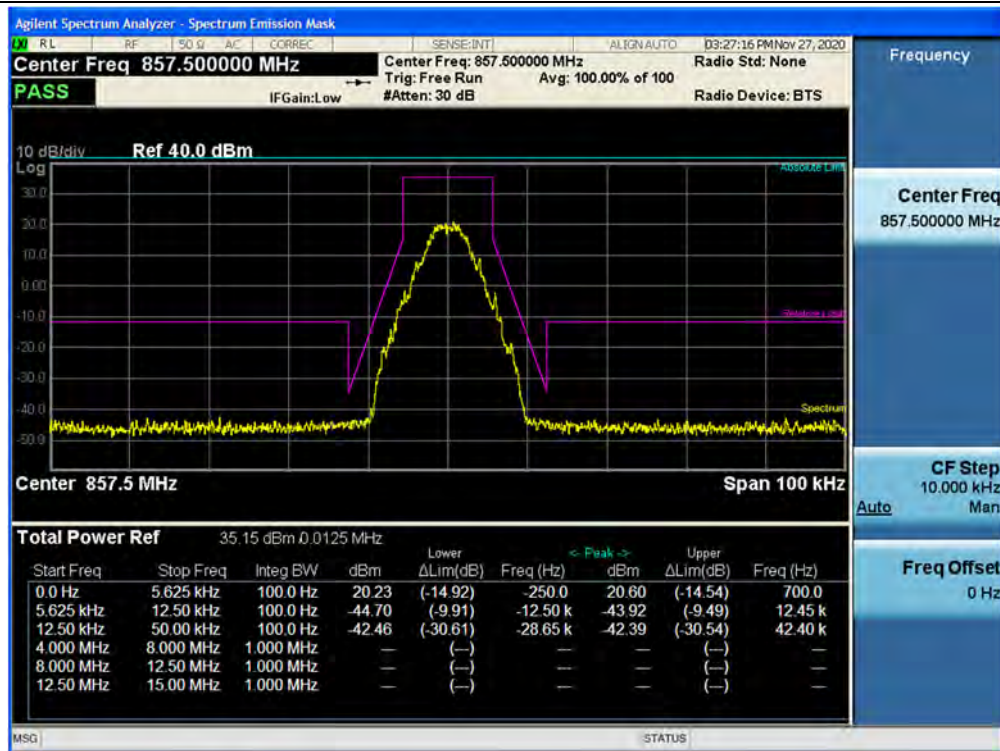 Agilent Spectrum Analyzer - Spectrum Emission Mask
LXI RL RF 50 Ω AC CORREC SENSE:INT ALIGN AUTO 03:27:16 PM Nov 27, 2020
Center Freq 857.500000 MHz
Center Freq: 857.500000 MHz Radio Std: None
Trig: Free Run Avg: 100.00% of 100
PASS
IFGain:Low #Atten: 30 dB Radio Device: BTS
10 dB/div Ref 40.0 dBm
Log
Absolute Limit
30.0
20.0
10.0
0.00
-10.0
Relative Limit
-20.0
-30.0
-40.0
Spectrum
-50.0
Center 857.5 MHz Span 100 kHz
Total Power Ref 35.15 dBm/0.0125 MHz
Lower <- Peak -> Upper
Start Freq Stop Freq Integ BW dBm ΔLim(dB) Freq (Hz) dBm ΔLim(dB) Freq (Hz)
0.0 Hz 5.625 kHz 100.0 Hz 20.23 (-14.92) -250.0 20.60 (-14.54) 700.0
5.625 kHz 12.50 kHz 100.0 Hz -44.70 (-9.91) -12.50 k -43.92 (-9.49) 12.45 k
12.50 kHz 50.00 kHz 100.0 Hz -42.46 (-30.61) -28.65 k -42.39 (-30.54) 42.40 k
4.000 MHz 8.000 MHz 1.000 MHz — (—) — — (—) —
8.000 MHz 12.50 MHz 1.000 MHz — (—) — — (—) —
12.50 MHz 15.00 MHz 1.000 MHz — (—) — — (—) —
MSG STATUS
Frequency
Center Freq
857.500000 MHz
CF Step
10.000 kHz
Auto Man
Freq Offset
0 Hz